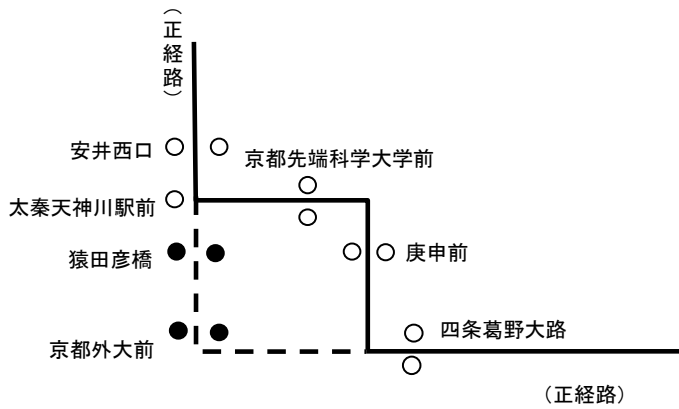 （正経路）
安井西口
京都先端科学大学前
太秦天神川駅前
猿田彦橋
庚申前
四条葛野大路
京都外大前
（正経路）